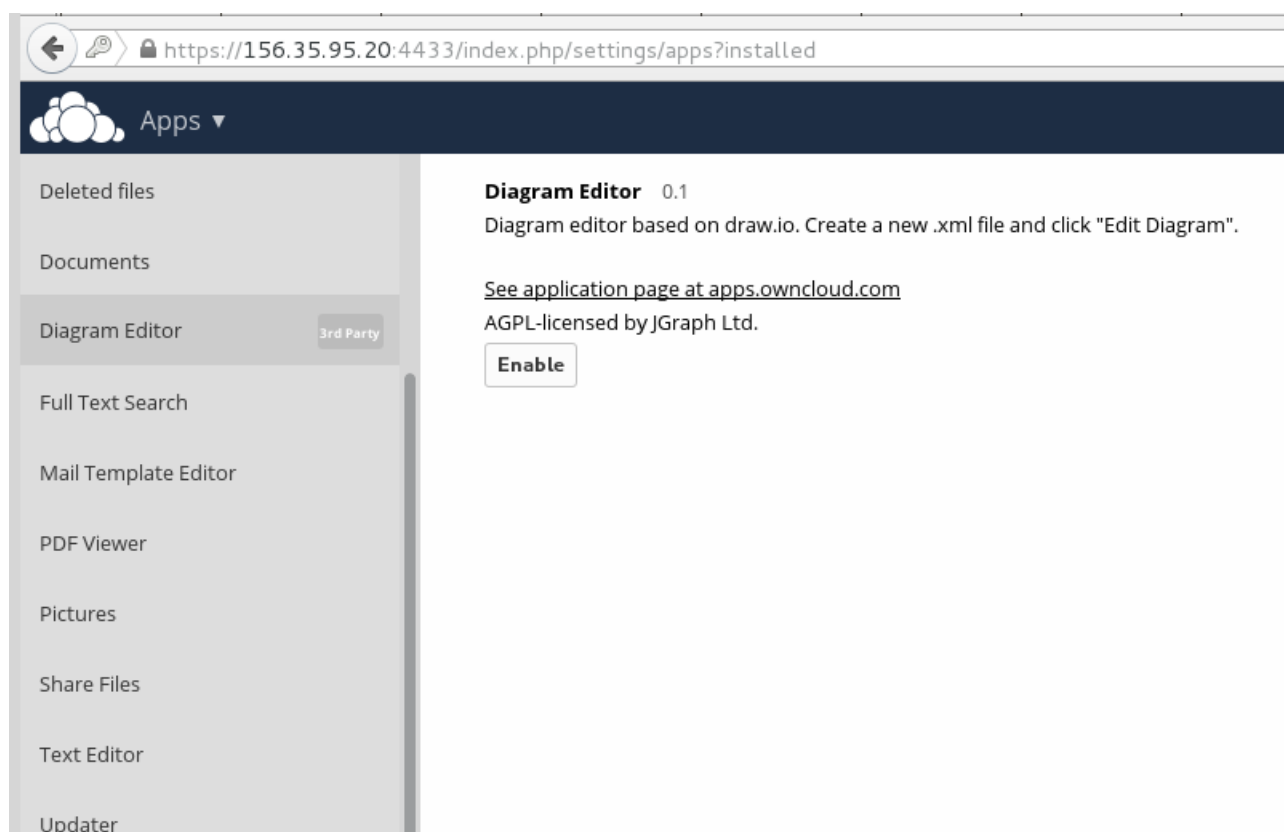 https://156.35.95.20:4433/index.php/settings/apps?installed
Apps ▼
Deleted files
Documents
Diagram Editor 3rd Party
Full Text Search
Mail Template Editor
PDF Viewer
Pictures
Share Files
Text Editor
Updater
Diagram Editor 0.1
Diagram editor based on draw.io. Create a new .xml file and click "Edit Diagram".
See application page at apps.owncloud.com
AGPL-licensed by JGraph Ltd.
Enable